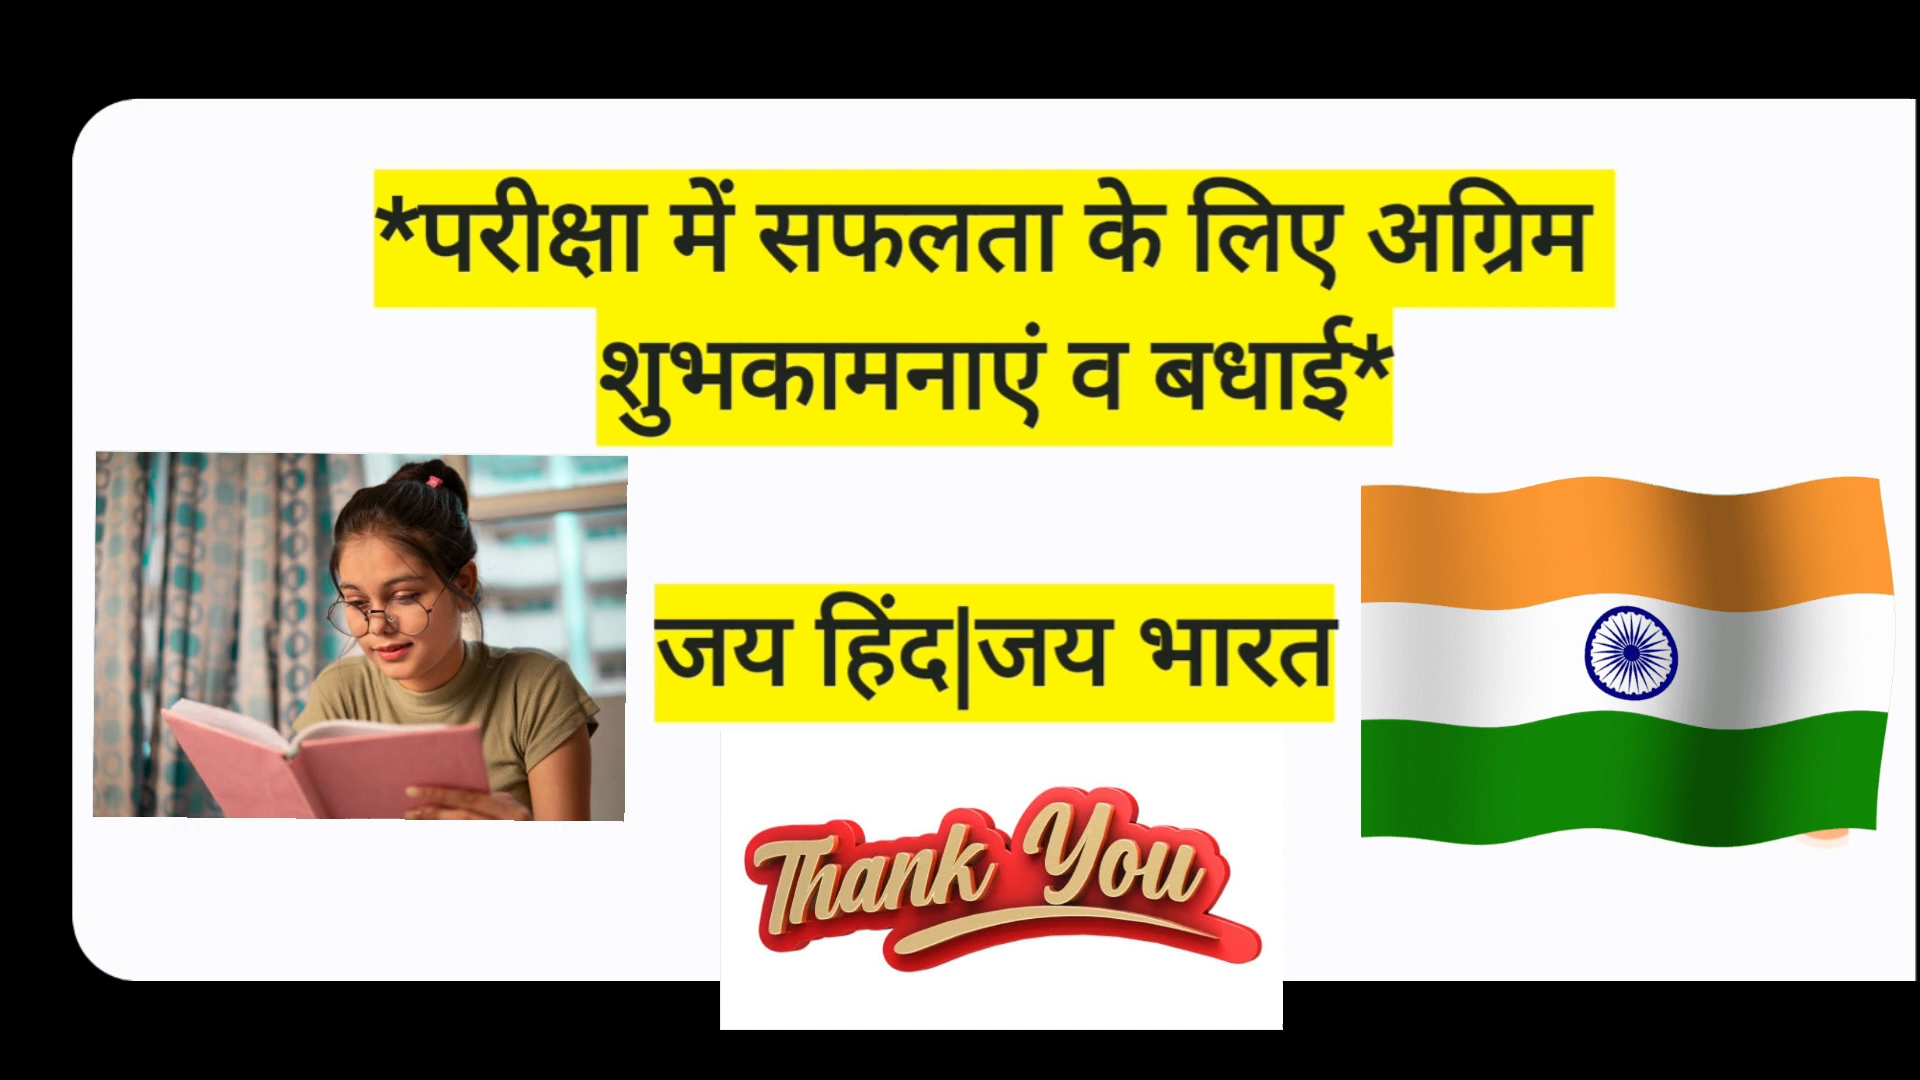 *परीक्षा में सफलता के लिए अग्रिम
शुभकामनाएं व बधाई*
जय हिंद|जय भारत
Thank You